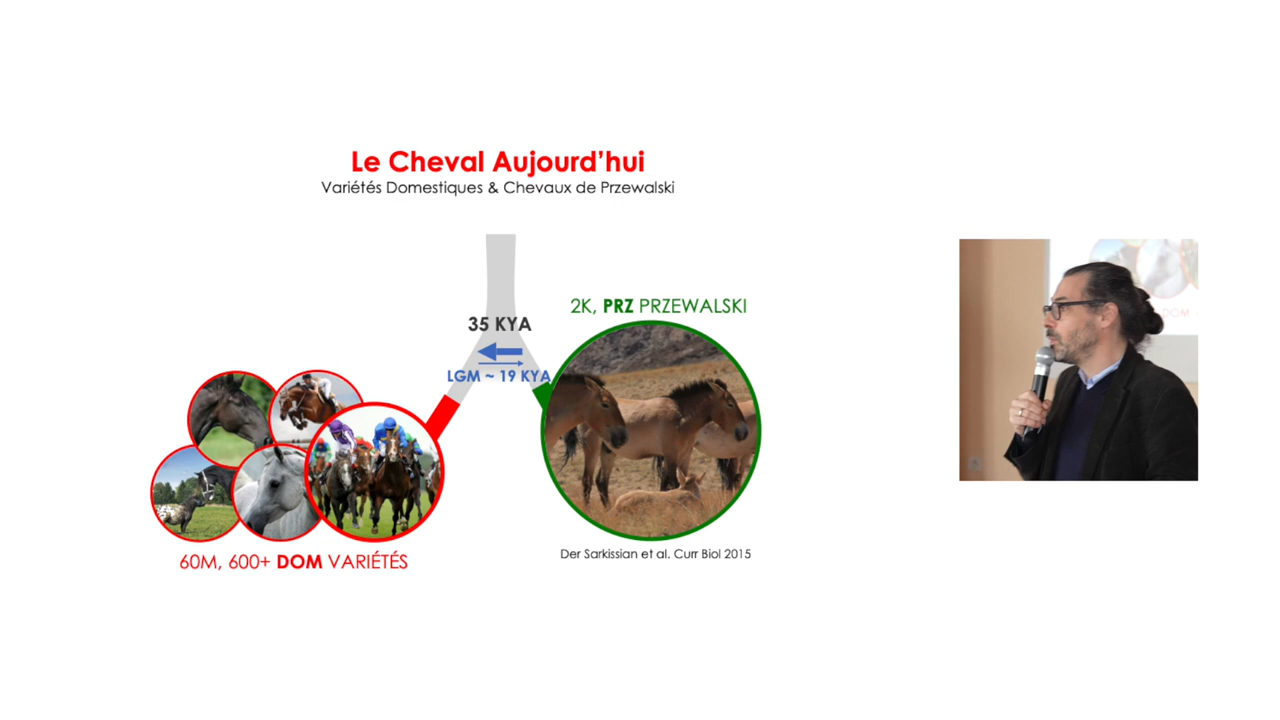 Le Cheval Aujourd’hui
Variétés Domestiques & Chevaux de Przewalski
2K, PRZ PRZEWALSKI
35 KYA
LGM ~ 19 KYA
Der Sarkissian et al. Curr Biol 2015
60M, 600+ DOM VARIÉTÉS
DOM